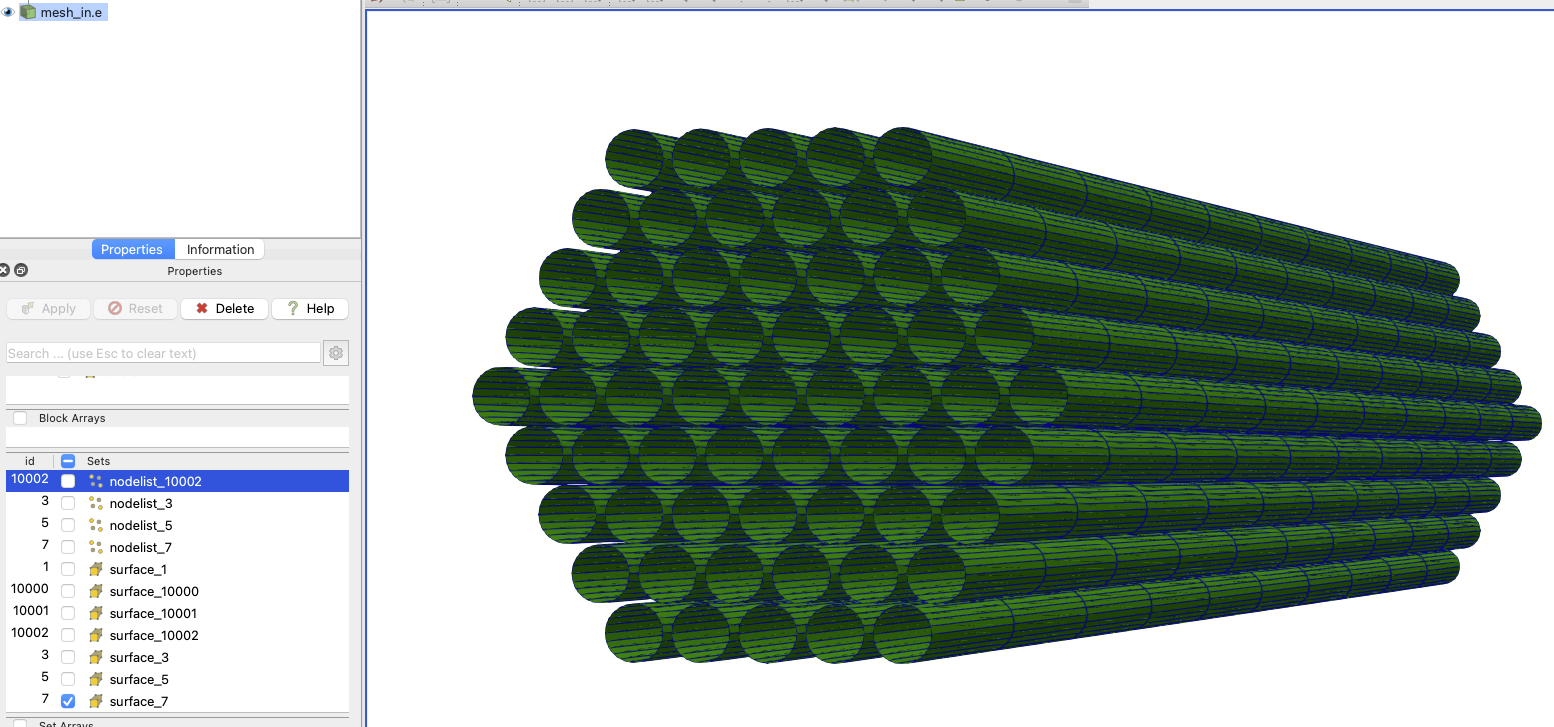 mesh_in.e
Properties Information
Properties
Apply Reset Delete ? Help
Search ... (use Esc to clear text)
Block Arrays
id Sets
10002 nodelist_10002
3 nodelist_3
5 nodelist_5
7 nodelist_7
1 surface_1
10000 surface_10000
10001 surface_10001
10002 surface_10002
3 surface_3
5 surface_5
7 surface_7
Set Arrays